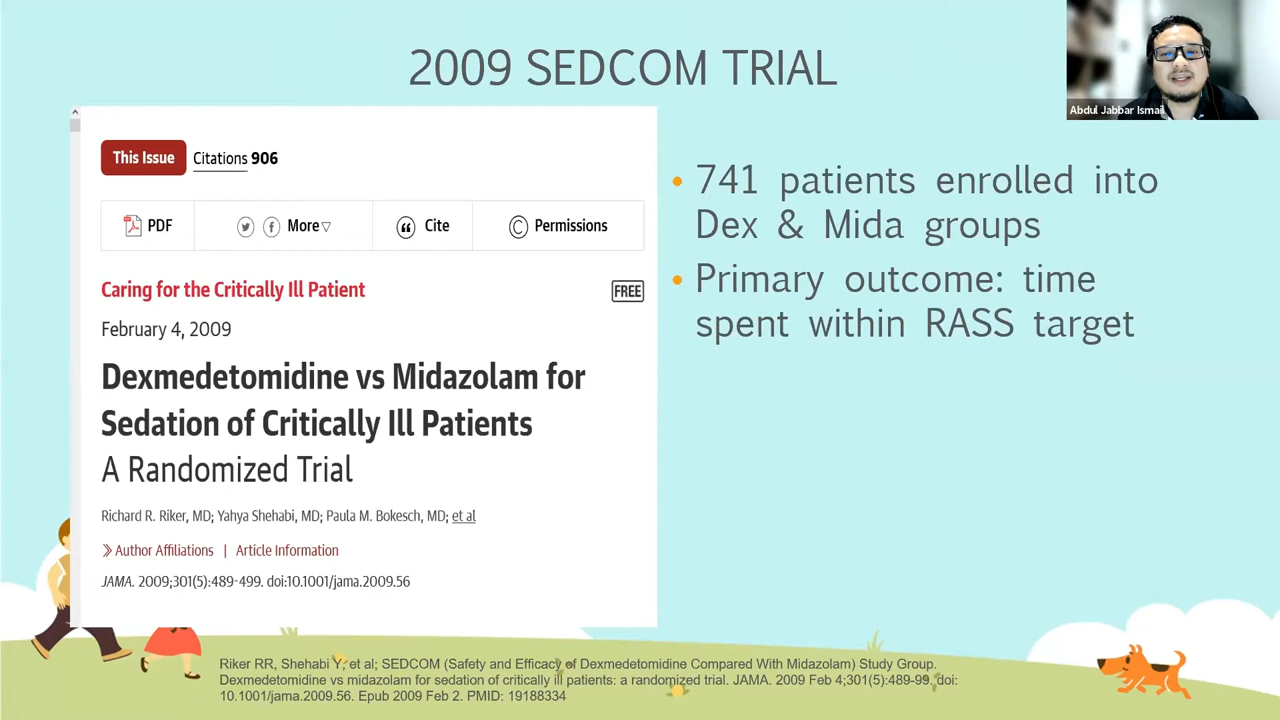 2009 SEDCOM TRIAL
Abdul Jabbar Ismail
This Issue
Citations 906
PDF
More
Cite
Permissions
Caring for the Critically Ill Patient
FREE
February 4, 2009
Dexmedetomidine vs Midazolam for
Sedation of Critically Ill Patients
A Randomized Trial
Richard R. Riker, MD; Yahya Shehabi, MD; Paula M. Bokesch, MD; et al
Author Affiliations | Article Information
JAMA. 2009;301(5):489-499. doi:10.1001/jama.2009.56
• 741 patients enrolled into
Dex & Mida groups
• Primary outcome: time
spent within RASS target
Riker RR, Shehabi Y, et al; SEDCOM (Safety and Efficacy of Dexmedetomidine Compared With Midazolam) Study Group.
Dexmedetomidine vs midazolam for sedation of critically ill patients: a randomized trial. JAMA. 2009 Feb 4;301(5):489-99. doi:
10.1001/jama.2009.56. Epub 2009 Feb 2. PMID: 19188334